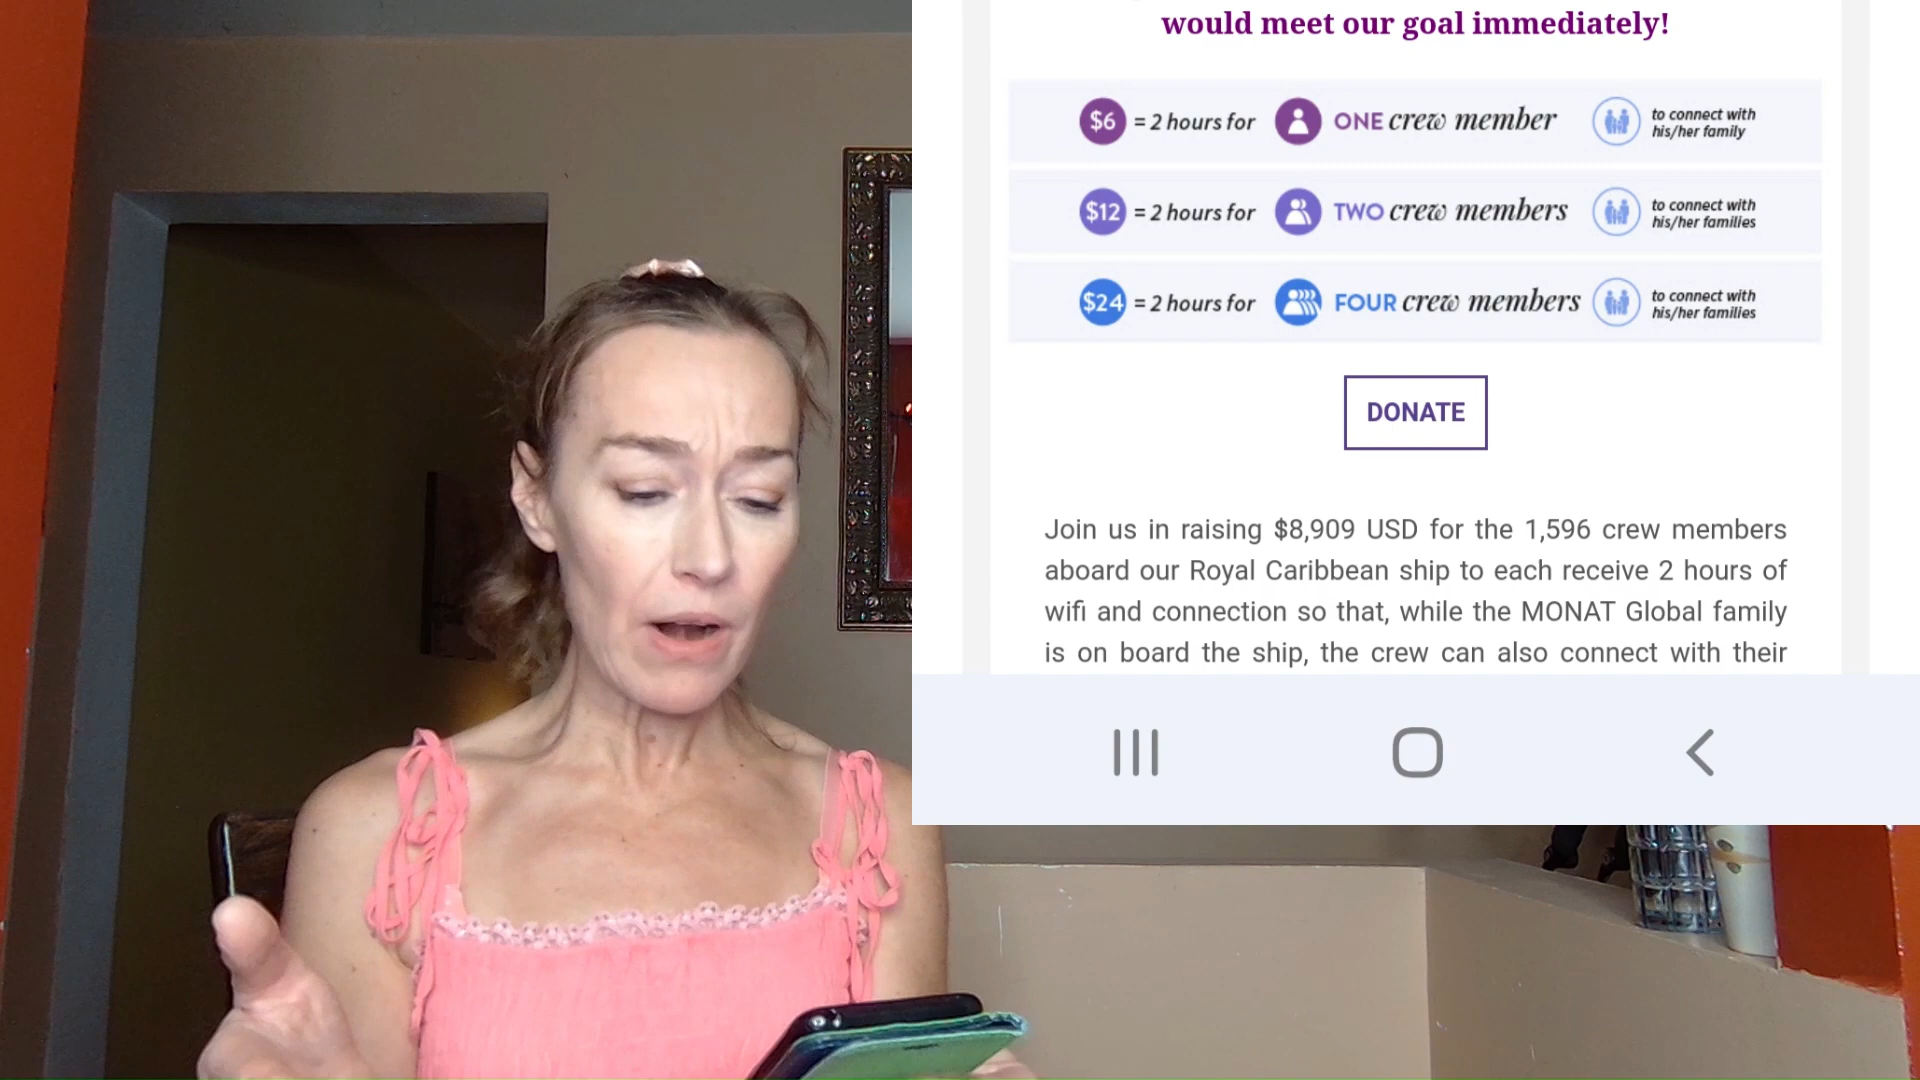 would meet our goal immediately!
$6 = 2 hours for ONE crew member to connect with
his/her family
$12 = 2 hours for TWO crew members to connect with
his/her families
$24 = 2 hours for FOUR crew members to connect with
his/her families
DONATE
Join us in raising $8,909 USD for the 1,596 crew members
aboard our Royal Caribbean ship to each receive 2 hours of
wifi and connection so that, while the MONAT Global family
is on board the ship, the crew can also connect with their